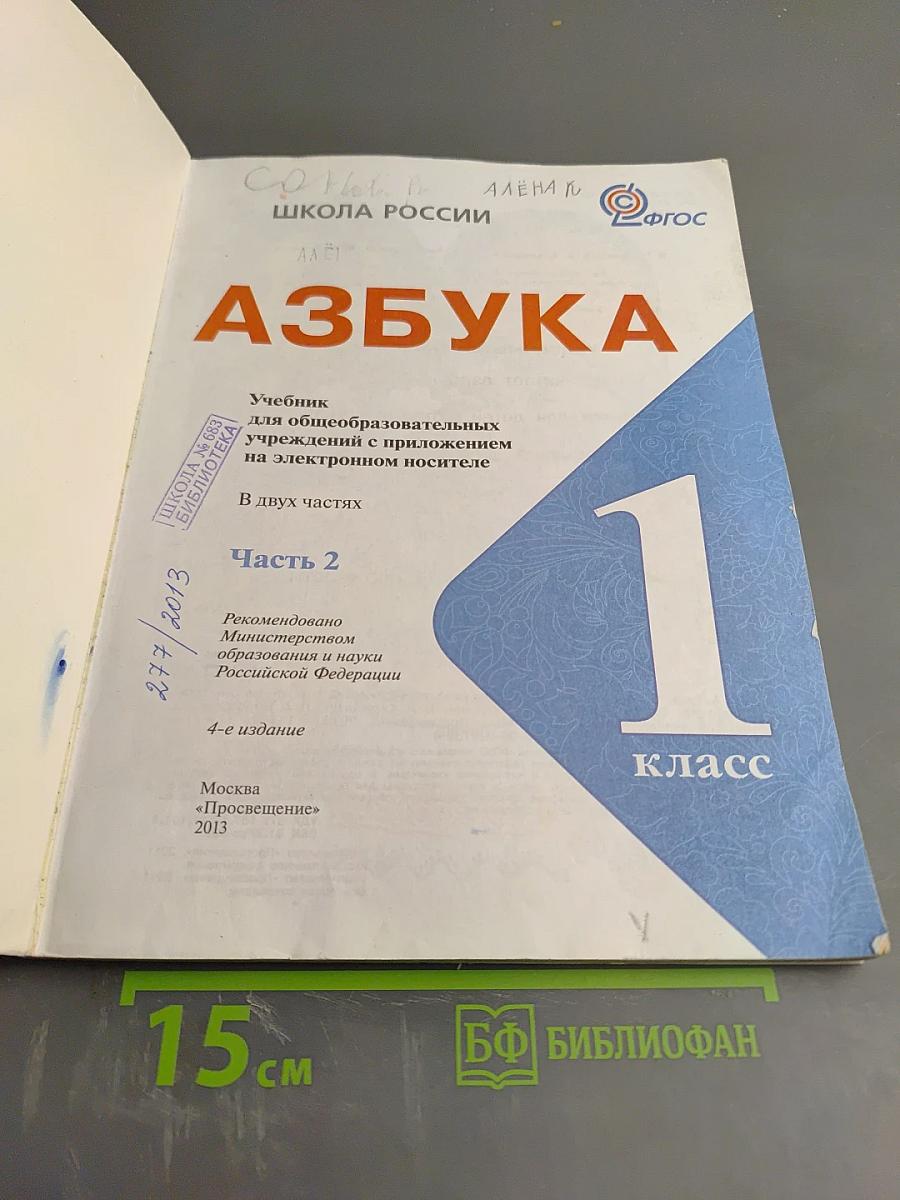 АЛЁНА К
ШКОЛА РОССИИ
ФГОС
АЛЁ
АЗБУКА
Учебник
для общеобразовательных
учреждений с приложением
на электронном носителе
ШКОЛА № 683
БИБЛИОТЕКА
В двух частях
Часть 2
277/2013
Рекомендовано
Министерством
образования и науки
Российской Федерации
4-е издание
1
класс
Москва
«Просвещение»
2013
15 см
БФ БИБЛИОФАН